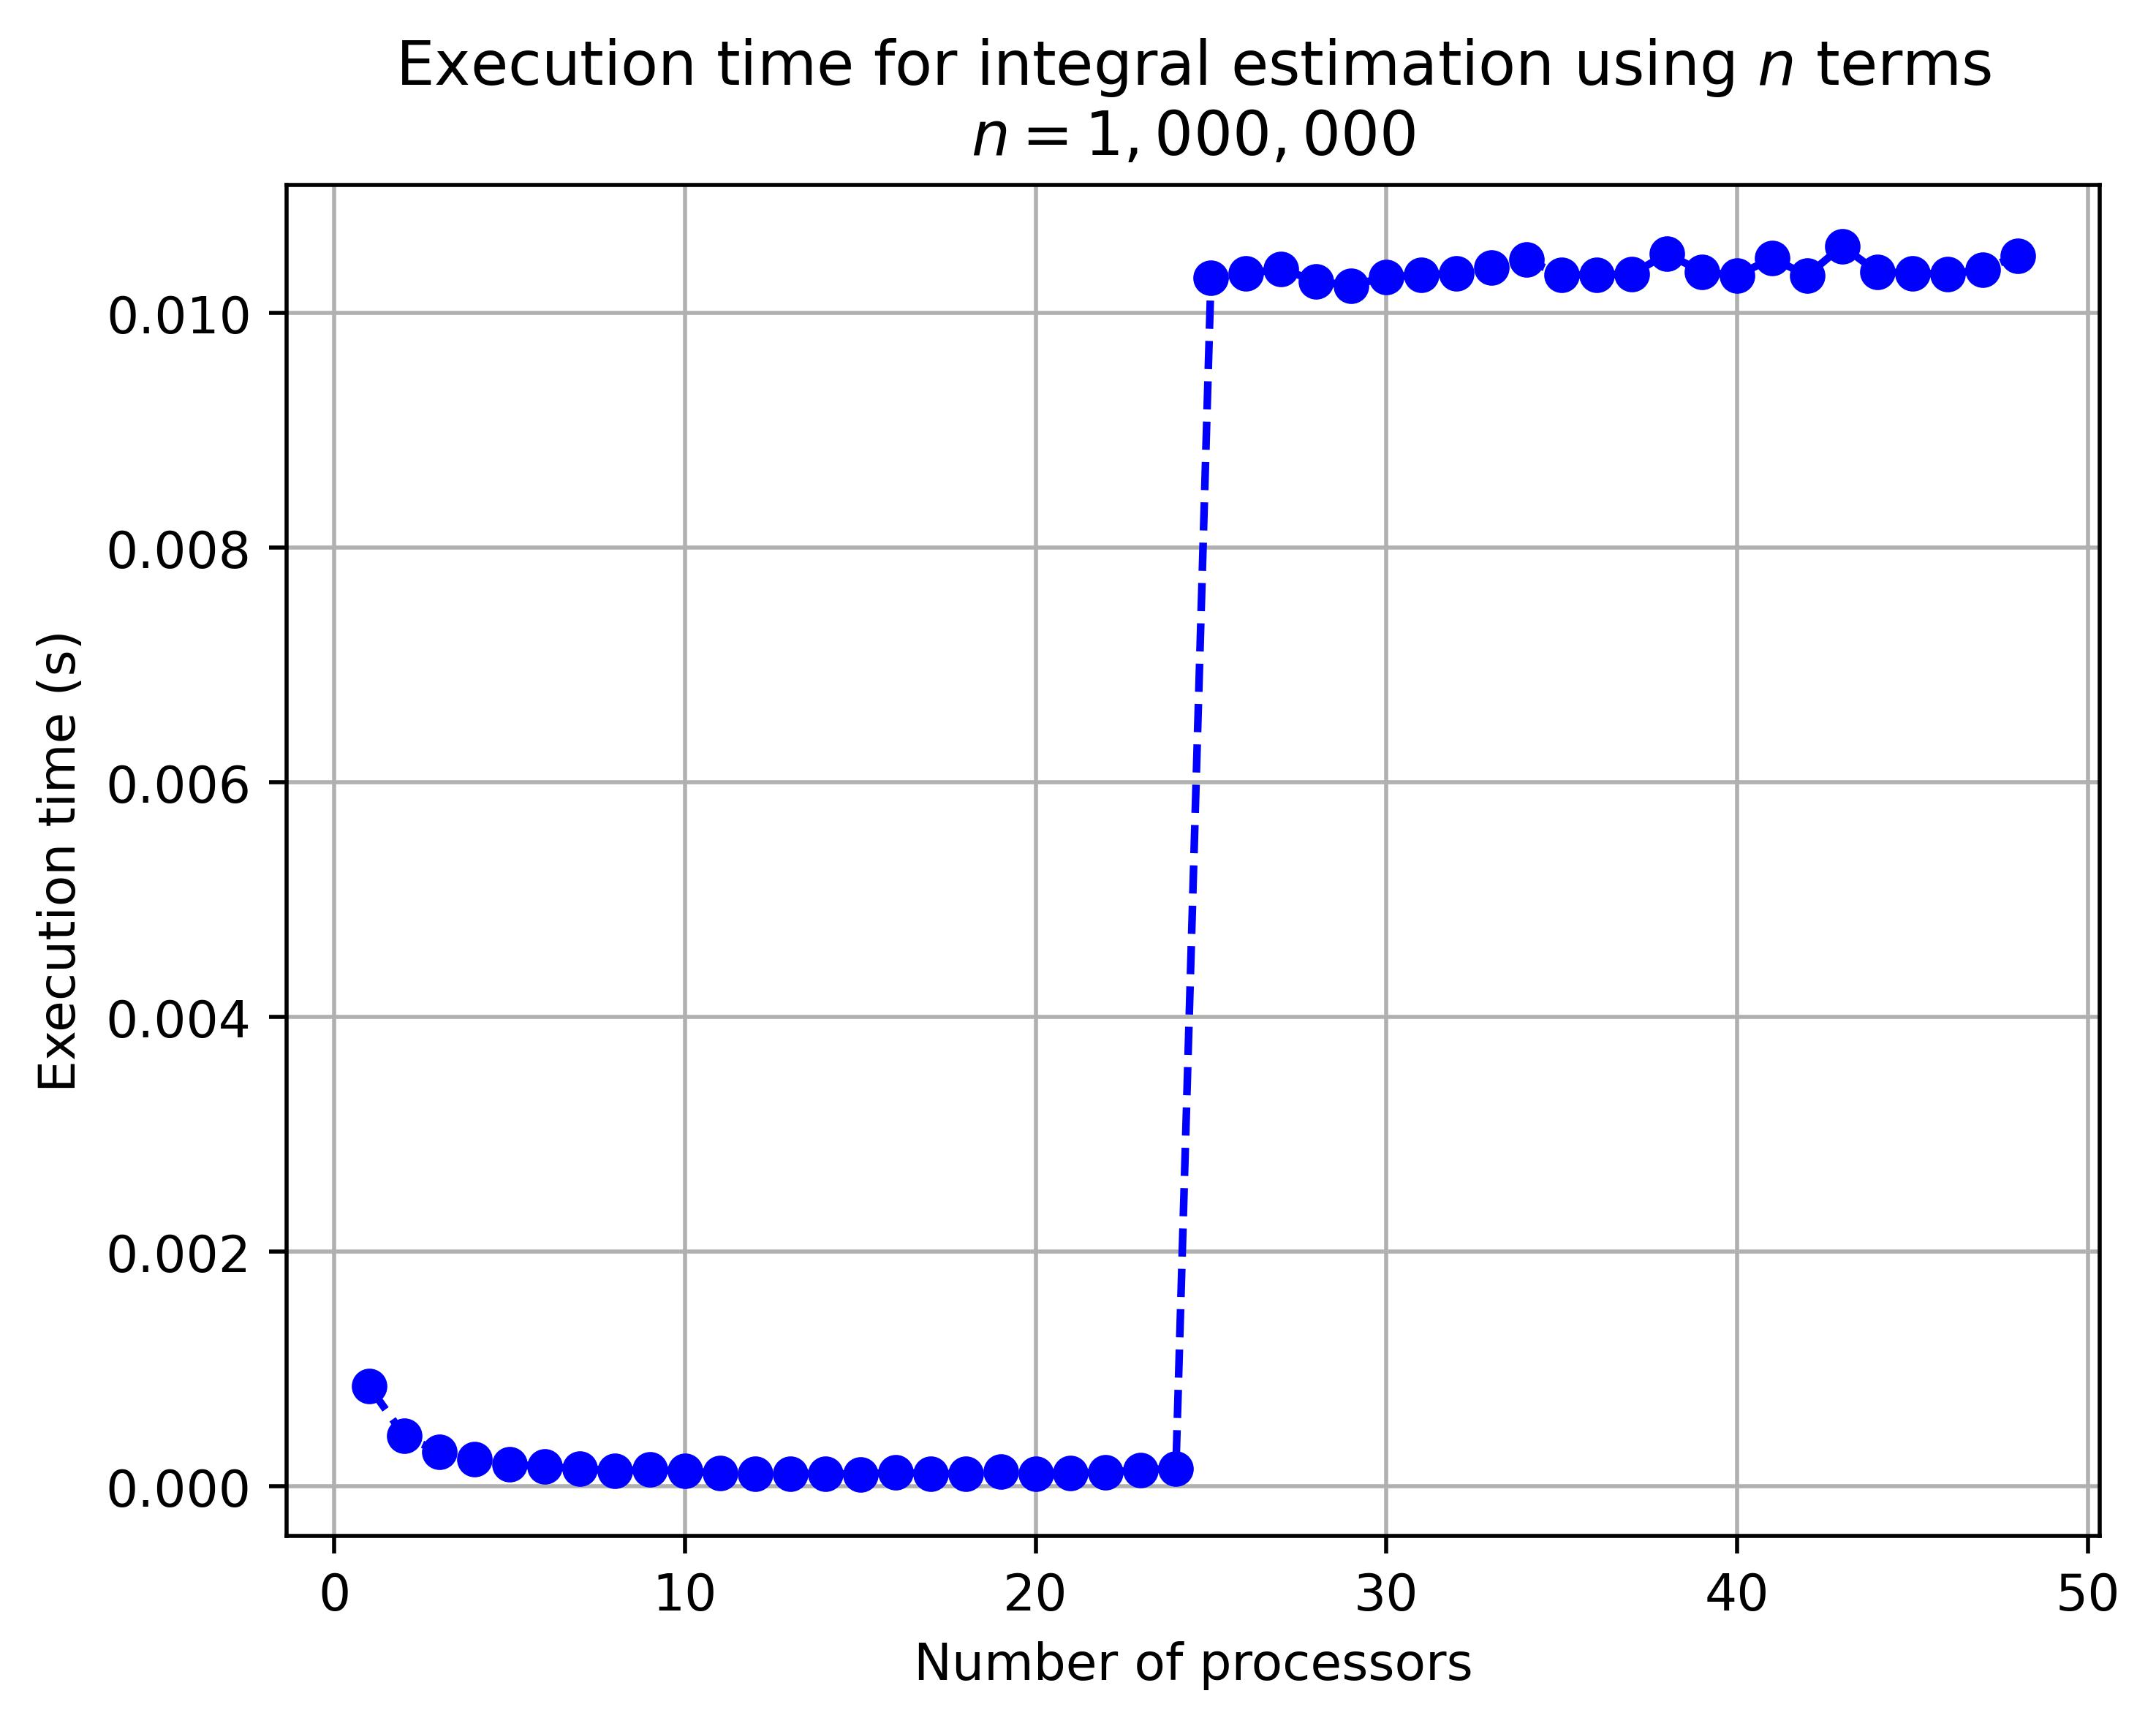 Execution time for integral estimation using n terms
n = 1,000,000
Execution time (s)
0.010
0.008
0.006
0.004
0.002
0.000
0 10 20 30 40 50
Number of processors